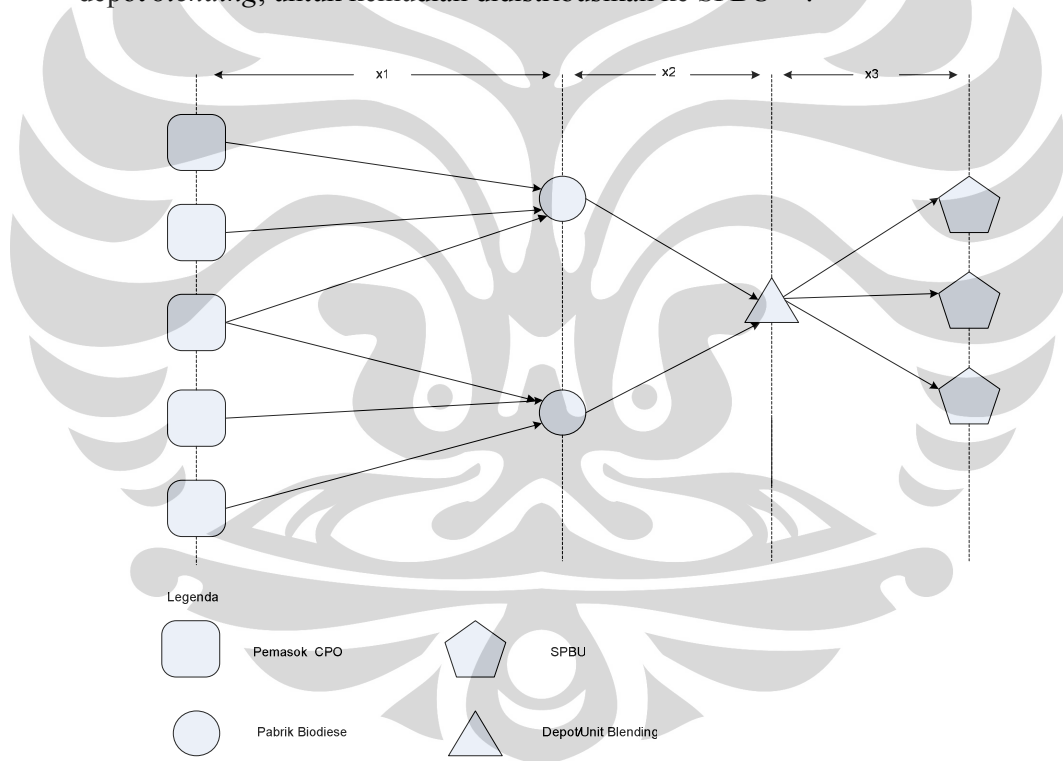 depot blending, untuk kemudian didistribusikan ke SPBU
x1 x2 x3
Legenda
Pemasok CPO
SPBU
Pabrik Biodiese
Depot/Unit Blending